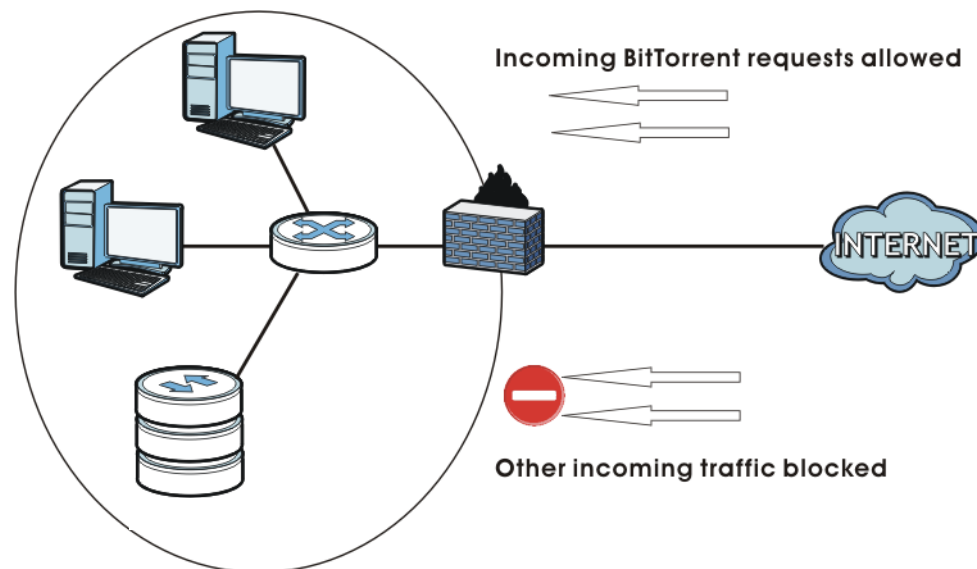 Incoming BitTorrent requests allowed
INTERNET
Other incoming traffic blocked